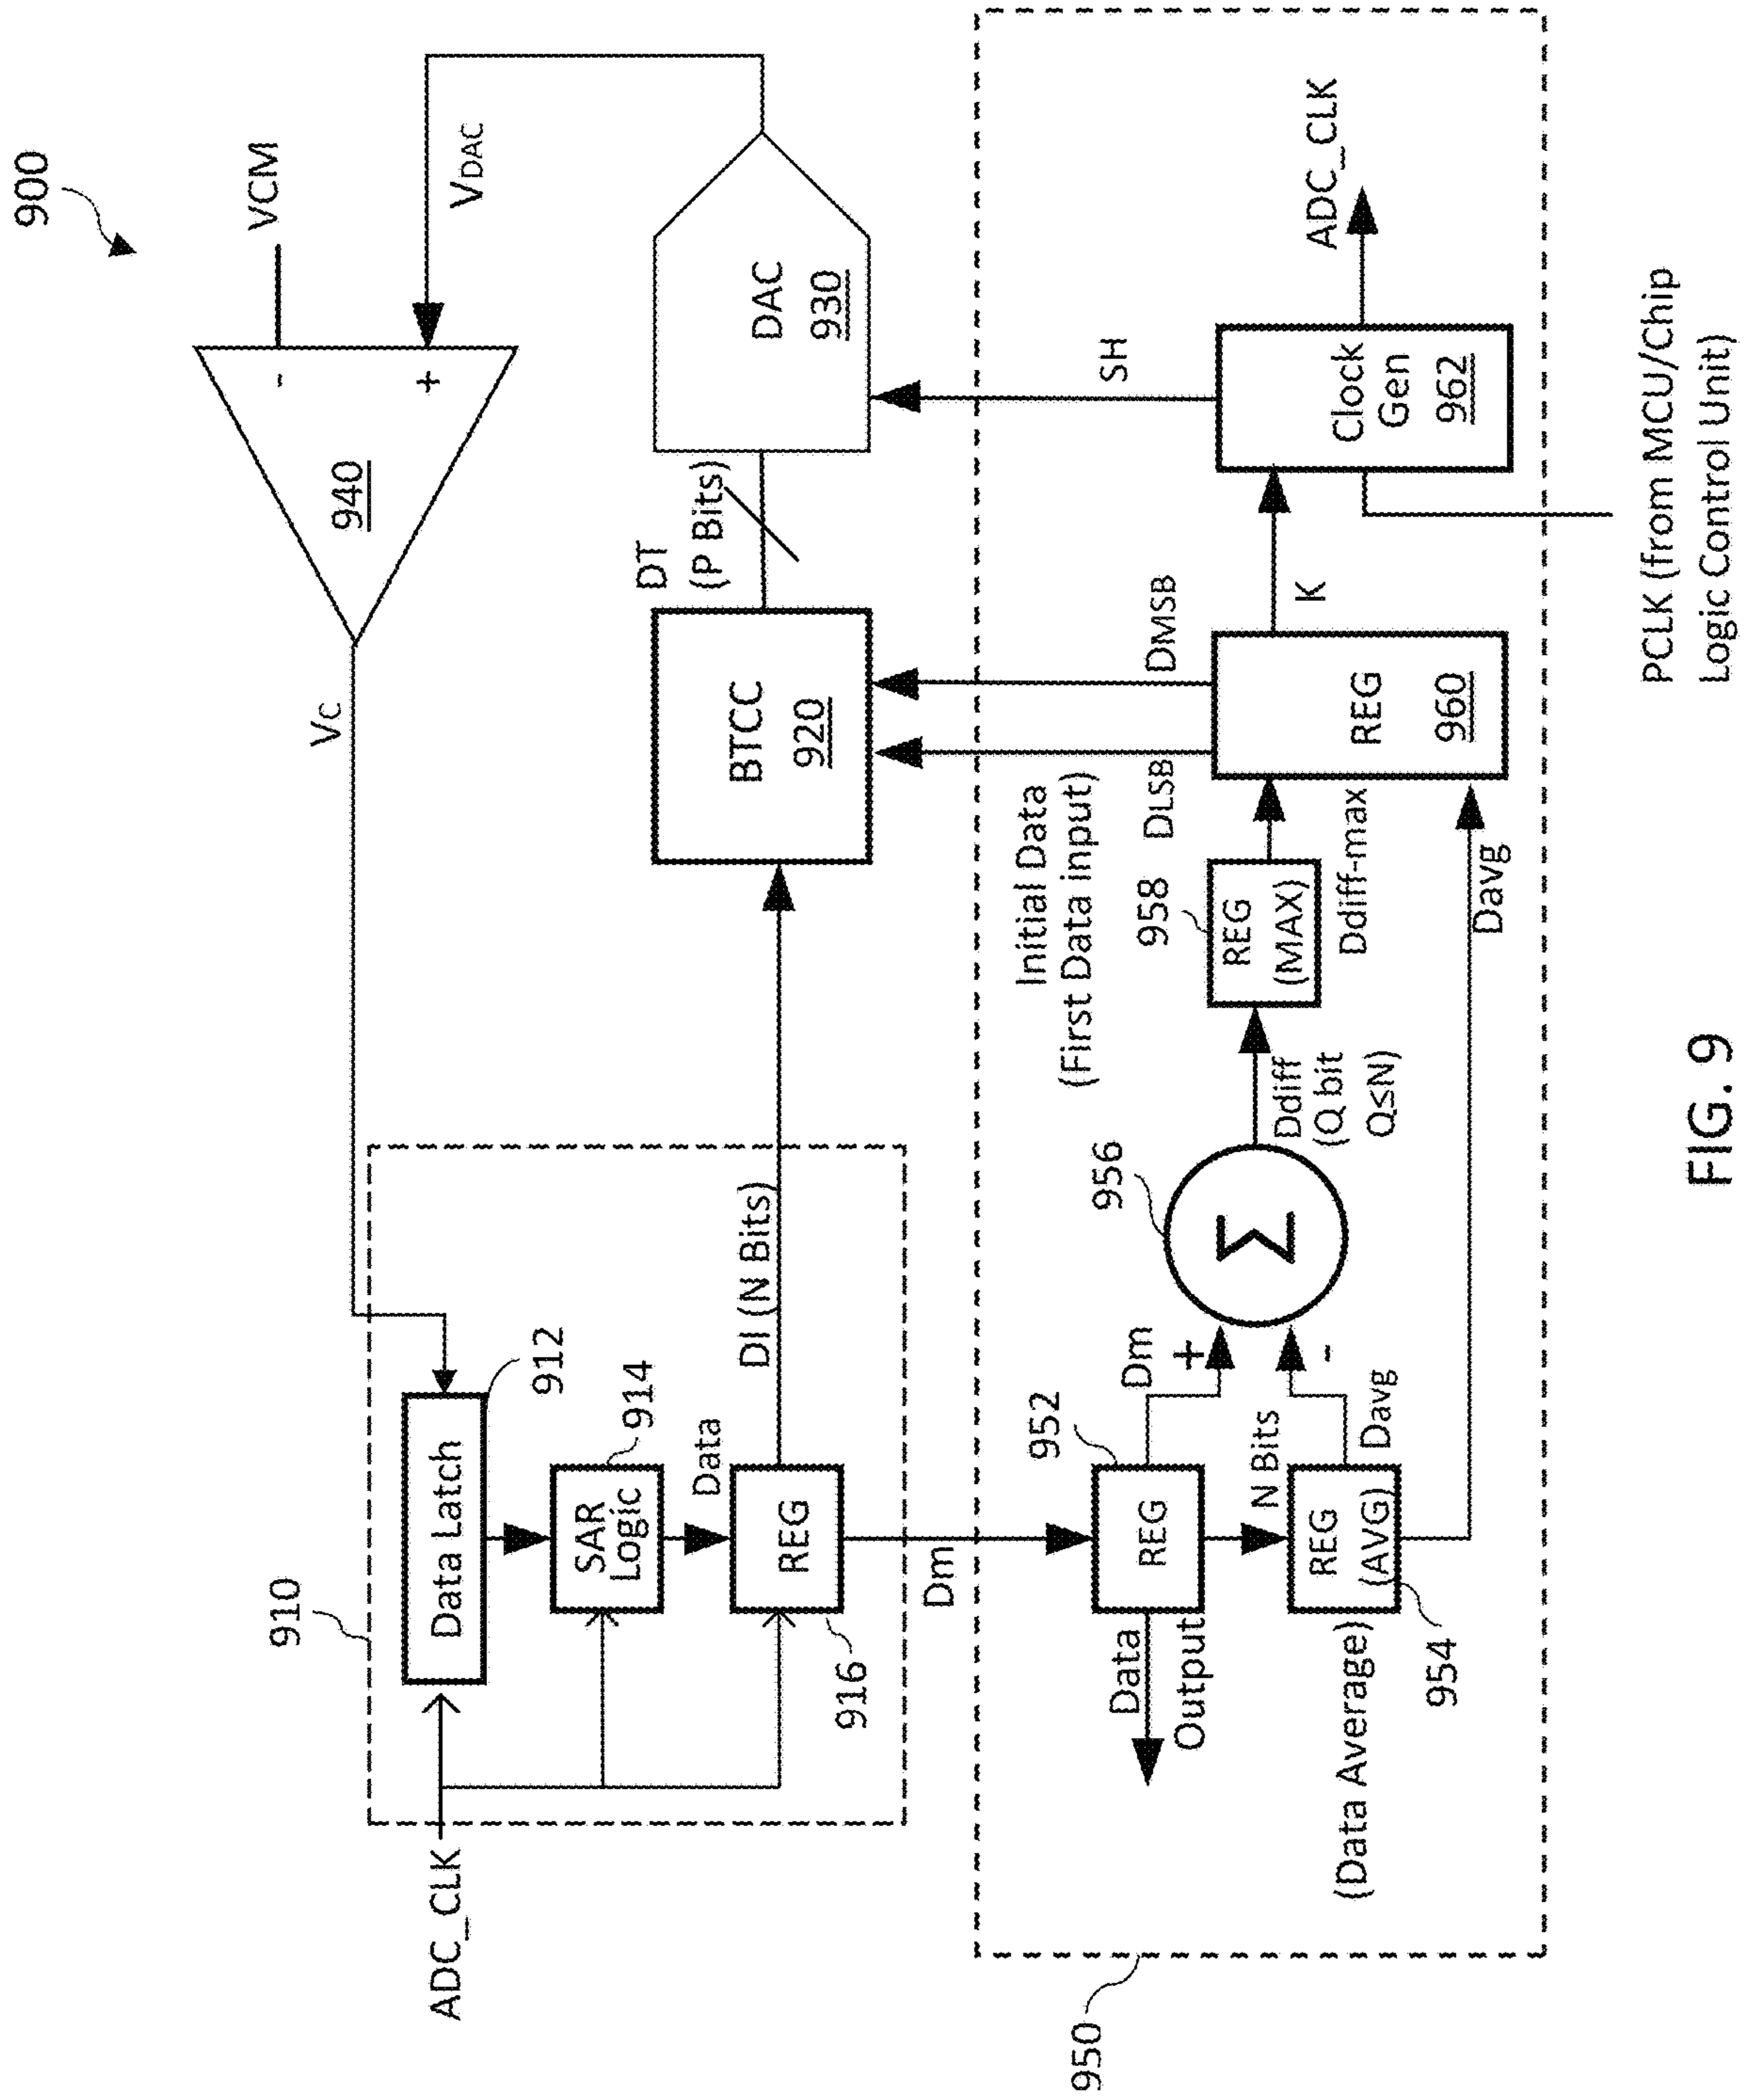 900
VCM
VDAC
940
VC
DAC
930
DT
(P Bits)
BTCC
920
910
Data Latch
912
SAR
Logic
914
Data
REG
916
DI (N Bits)
ADC_CLK
Dm
950
Initial Data
(First Data input)
DLSB
DMSB
SH
ADC_CLK
952
REG
Data
Output
Dm
+
-
N Bits
REG
(AVG)
954
(Data Average)
Davg
956
Σ
Ddiff
(Q bit
Q≤N)
958
REG
(MAX)
Ddiff-max
Davg
REG
960
K
Clock
Gen
962
PCLK (from MCU/Chip
Logic Control Unit)
-
+
FIG. 9